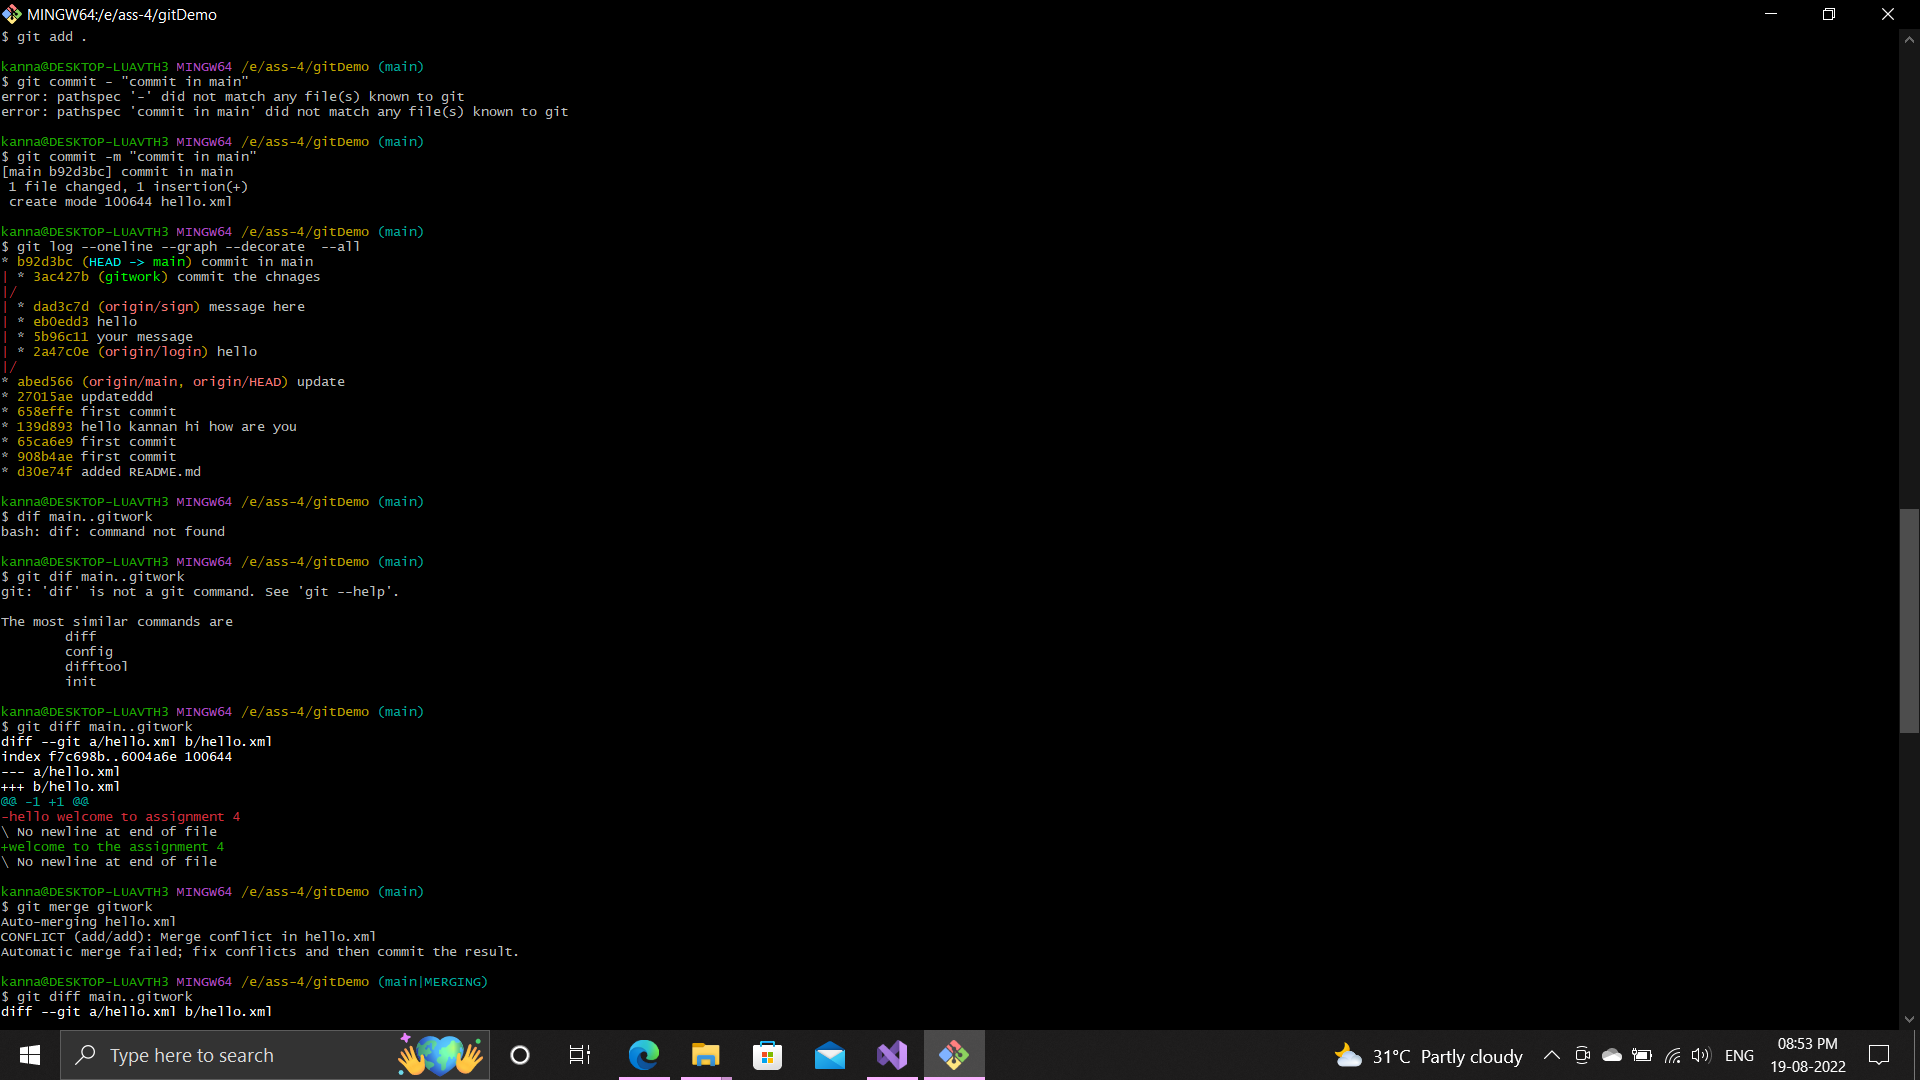 MINGW64:/e/ass-4/gitDemo
$ git add .
kanna@DESKTOP-LUAVTH3 MINGW64 /e/ass-4/gitDemo (main)
$ git commit - "commit in main"
error: pathspec '-' did not match any file(s) known to git
error: pathspec 'commit in main' did not match any file(s) known to git
kanna@DESKTOP-LUAVTH3 MINGW64 /e/ass-4/gitDemo (main)
$ git commit -m "commit in main"
[main b92d3bc] commit in main
 1 file changed, 1 insertion(+)
 create mode 100644 hello.xml
kanna@DESKTOP-LUAVTH3 MINGW64 /e/ass-4/gitDemo (main)
$ git log --oneline --graph --decorate  --all
* b92d3bc (HEAD -> main) commit in main
| * 3ac427b (gitwork) commit the chnages
|/
| * dad3c7d (origin/sign) message here
| * eb0edd3 hello
| * 5b96c11 your message
| * 2a47c0e (origin/login) hello
|/
* abed566 (origin/main, origin/HEAD) update
* 27015ae updateddd
* 658effe first commit
* 139d893 hello kannan hi how are you
* 65ca6e9 first commit
* 908b4ae first commit
* d30e74f added README.md
kanna@DESKTOP-LUAVTH3 MINGW64 /e/ass-4/gitDemo (main)
$ dif main..gitwork
bash: dif: command not found
kanna@DESKTOP-LUAVTH3 MINGW64 /e/ass-4/gitDemo (main)
$ git dif main..gitwork
git: 'dif' is not a git command. See 'git --help'.
The most similar commands are
        diff
        config
        difftool
        init
kanna@DESKTOP-LUAVTH3 MINGW64 /e/ass-4/gitDemo (main)
$ git diff main..gitwork
diff --git a/hello.xml b/hello.xml
index f7c698b..6004a6e 100644
--- a/hello.xml
+++ b/hello.xml
@@ -1 +1 @@
-hello welcome to assignment 4
\ No newline at end of file
+welcome to the assignment 4
\ No newline at end of file
kanna@DESKTOP-LUAVTH3 MINGW64 /e/ass-4/gitDemo (main)
$ git merge gitwork
Auto-merging hello.xml
CONFLICT (add/add): Merge conflict in hello.xml
Automatic merge failed; fix conflicts and then commit the result.
kanna@DESKTOP-LUAVTH3 MINGW64 /e/ass-4/gitDemo (main|MERGING)
$ git diff main..gitwork
diff --git a/hello.xml b/hello.xml
Type here to search
31°C Partly cloudy
ENG
08:53 PM
19-08-2022